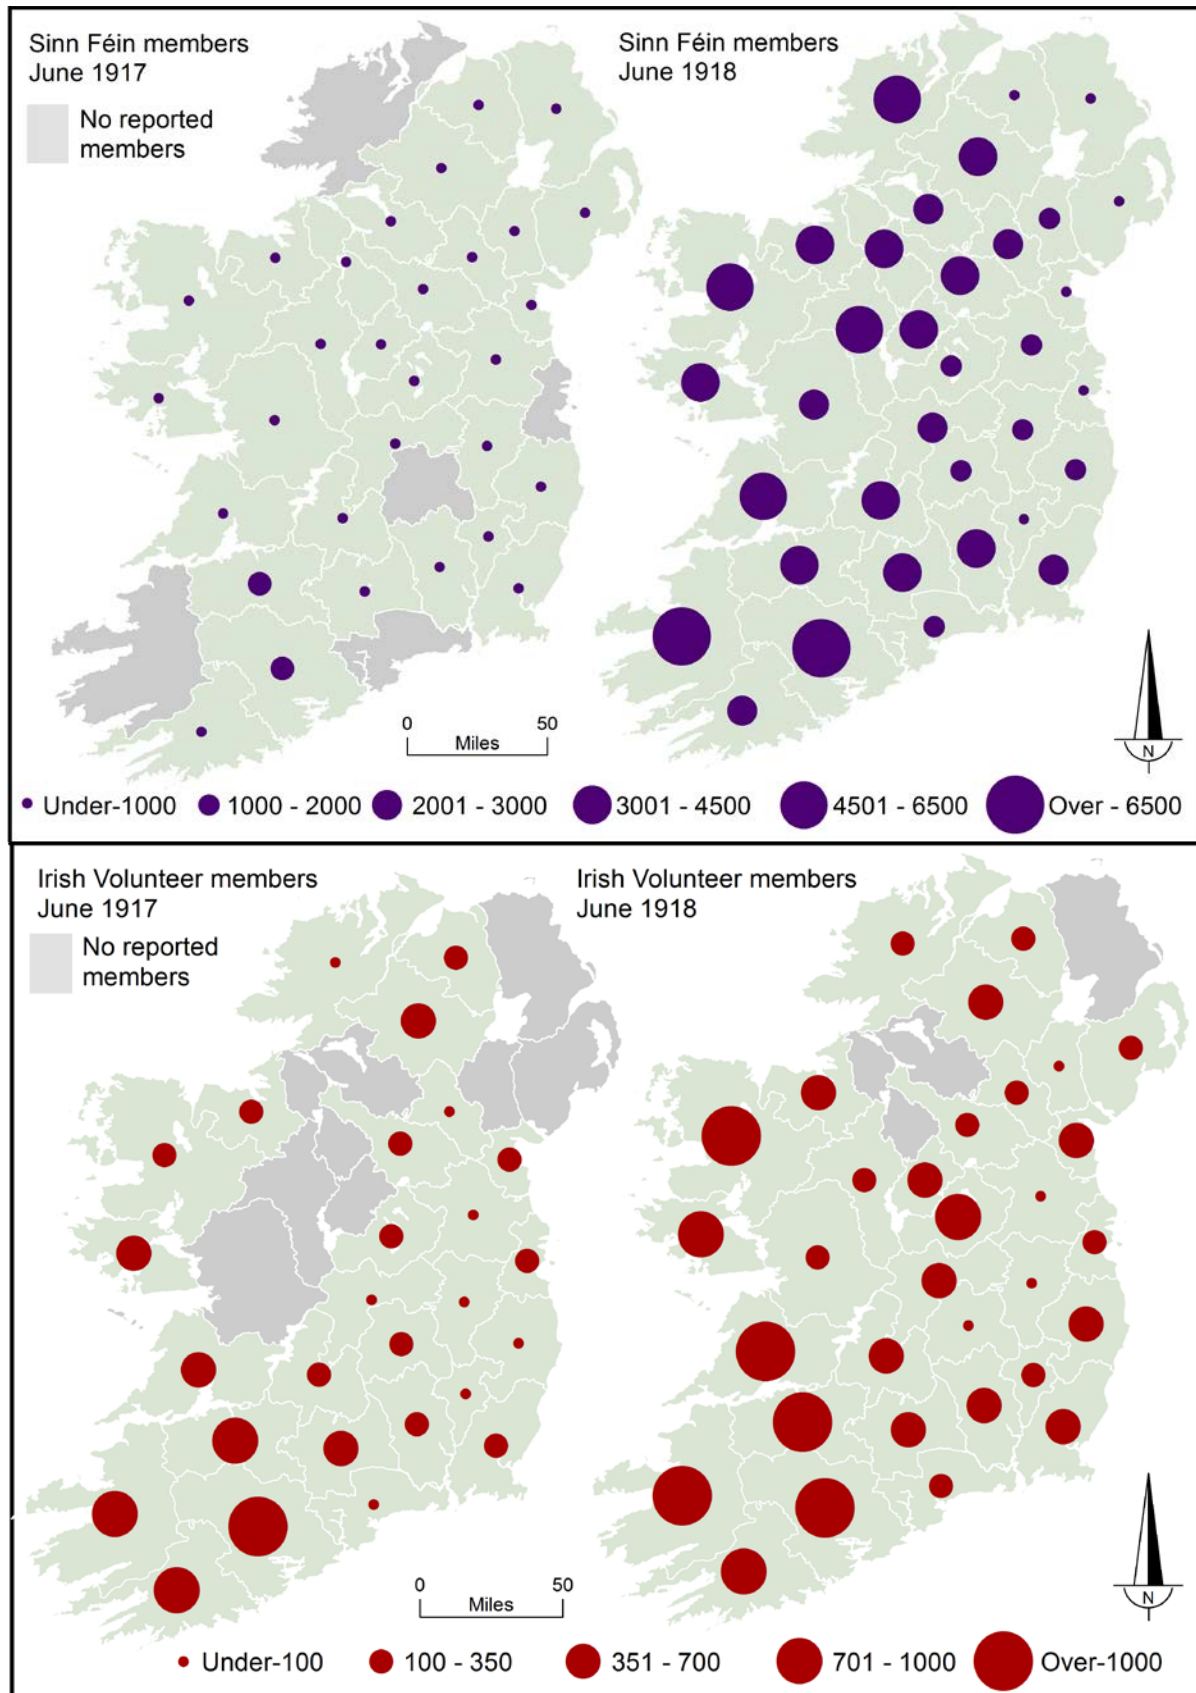 Sinn Féin members
June 1917
No reported
members
Sinn Féin members
June 1918
0 50
Miles
N
Under-1000 1000 - 2000 2001 - 3000 3001 - 4500 4501 - 6500 Over - 6500
Irish Volunteer members
June 1917
No reported
members
Irish Volunteer members
June 1918
0 50
Miles
N
Under-100 100 - 350 351 - 700 701 - 1000 Over-1000